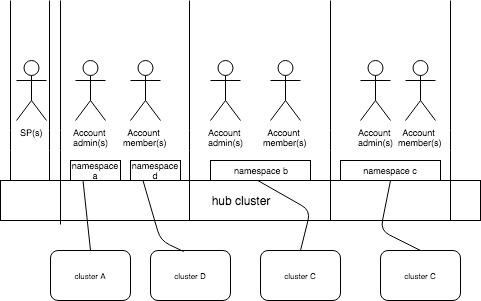 SP(s)
Account
admin(s)
Account
member(s)
Account
admin(s)
Account
member(s)
Account
admin(s)
Account
member(s)
namespace
a
namespace
d
namespace b
namespace c
hub cluster
cluster A
cluster D
cluster C
cluster C